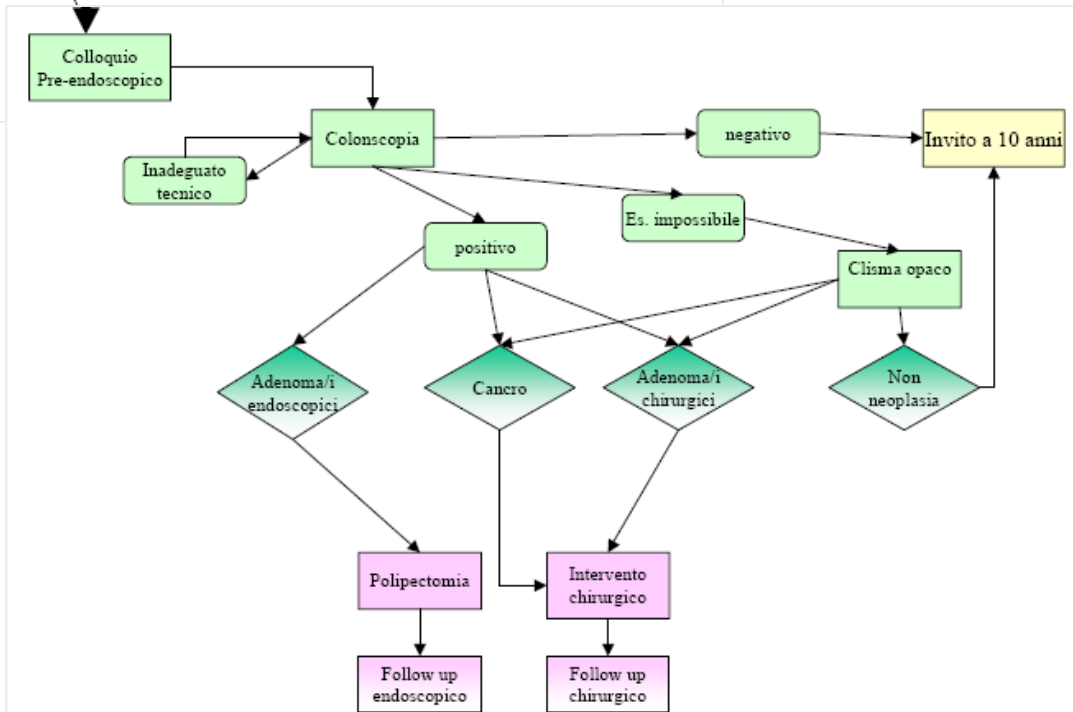 Colloquio
Pre-endoscopico
Colonscopia
negativo
Invito a 10 anni
Inadeguato
tecnico
Es. impossibile
positivo
Clisma opaco
Adenoma/i
endoscopici
Cancro
Adenoma/i
chirurgici
Non
neoplasia
Polipectomia
Intervento
chirurgico
Follow up
endoscopico
Follow up
chirurgico